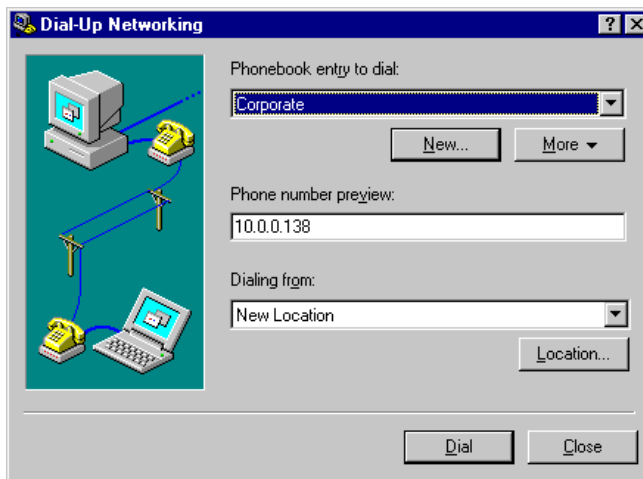 Dial-Up Networking
Phonebook entry to dial:
Corporate
New...
More
Phone number preview:
10.0.0.138
Dialing from:
New Location
Location...
Dial
Close